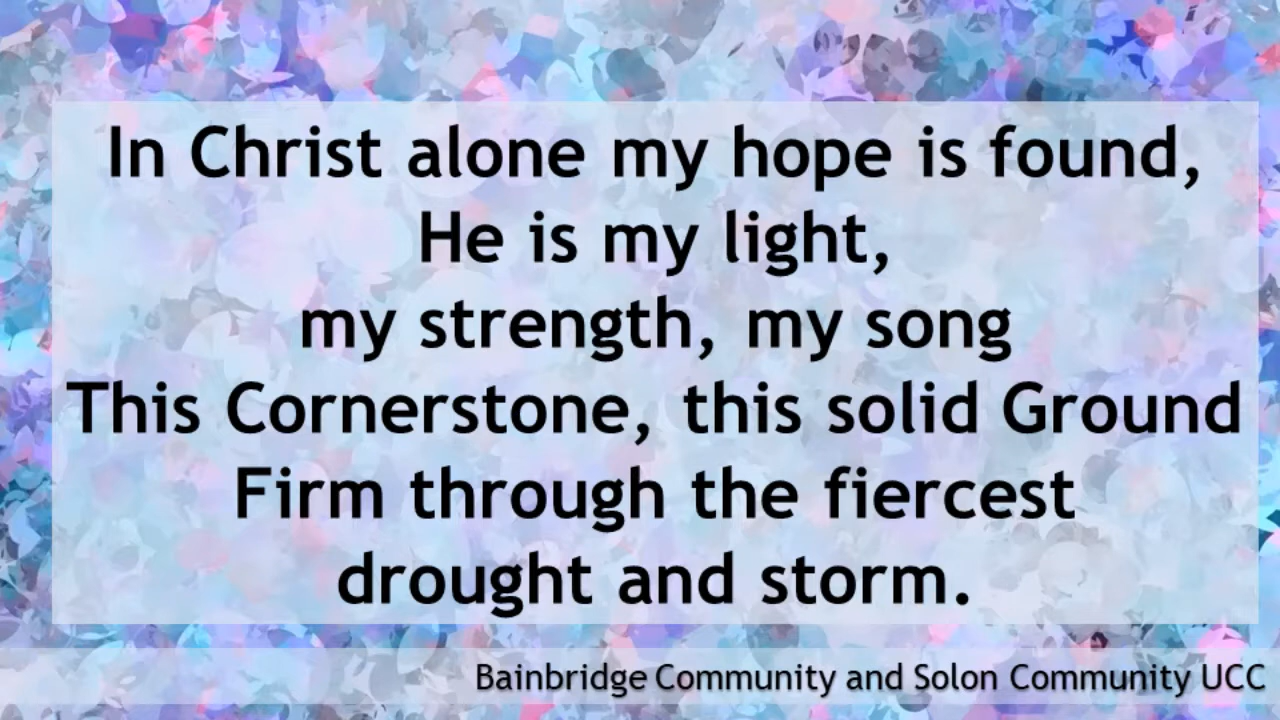 In Christ alone my hope is found,
He is my light,
my strength, my song
This Cornerstone, this solid Ground
Firm through the fiercest
drought and storm.
Bainbridge Community and Solon Community UCC